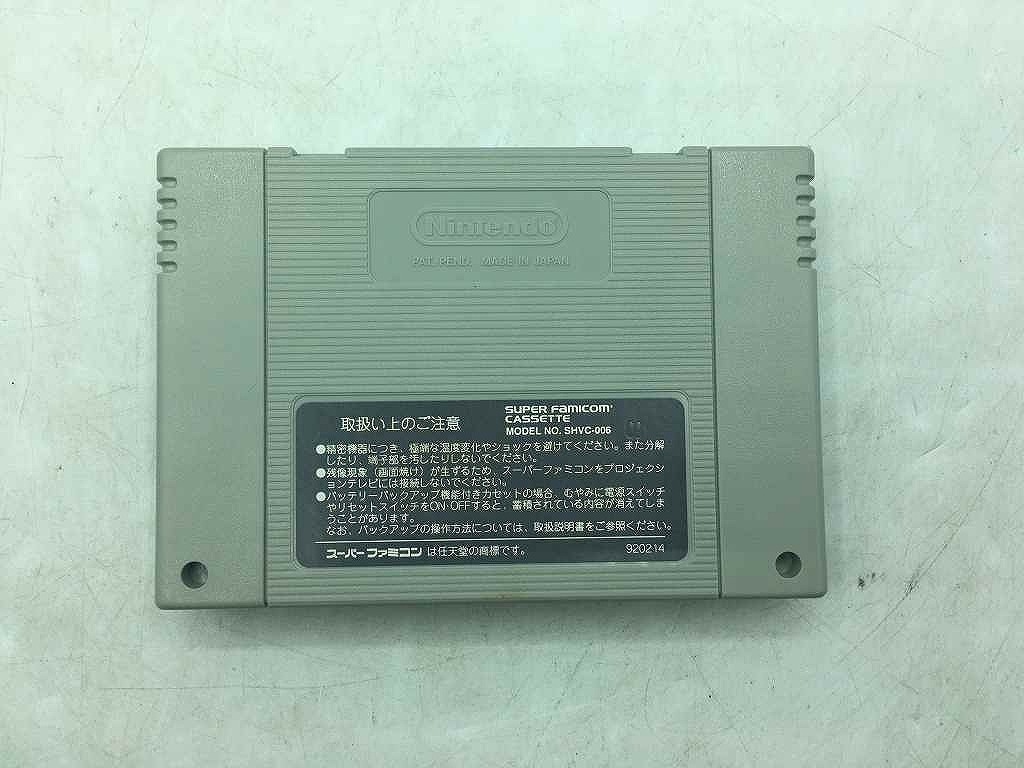 Nintendo
PAT. PEND. MADE IN JAPAN
取扱い上のご注意
SUPER FAMICOM
CASSETTE
MODEL NO. SHVC-006
●精密機器につき、極端な温度変化やショックを避けてください。また分解
したり、端子部を汚したりしないでください。
●残像現象（画面焼け）が生ずるため、スーパーファミコンをプロジェクシ
ョンテレビには接続しないでください。
●バッテリーバックアップ機能付きカセットの場合、むやみに電源スイッチ
やリセットスイッチをON・OFFすると、蓄積されている内容が消えてしま
うことがあります。
なお、バックアップの操作方法については、取扱説明書をご参照ください。
スーパーファミコン は任天堂の商標です。
920214